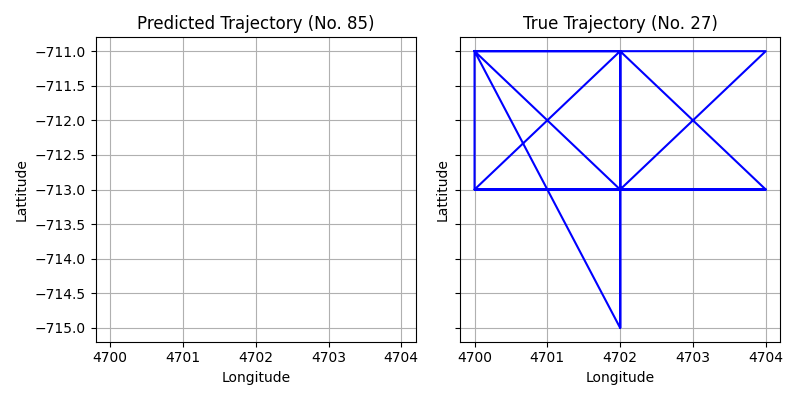 Predicted Trajectory (No. 85)
True Trajectory (No. 27)
−711.0
−711.5
−712.0
−712.5
−713.0
−713.5
−714.0
−714.5
−715.0
Lattitude
Lattitude
4700 4701 4702 4703 4704
4700 4701 4702 4703 4704
Longitude
Longitude